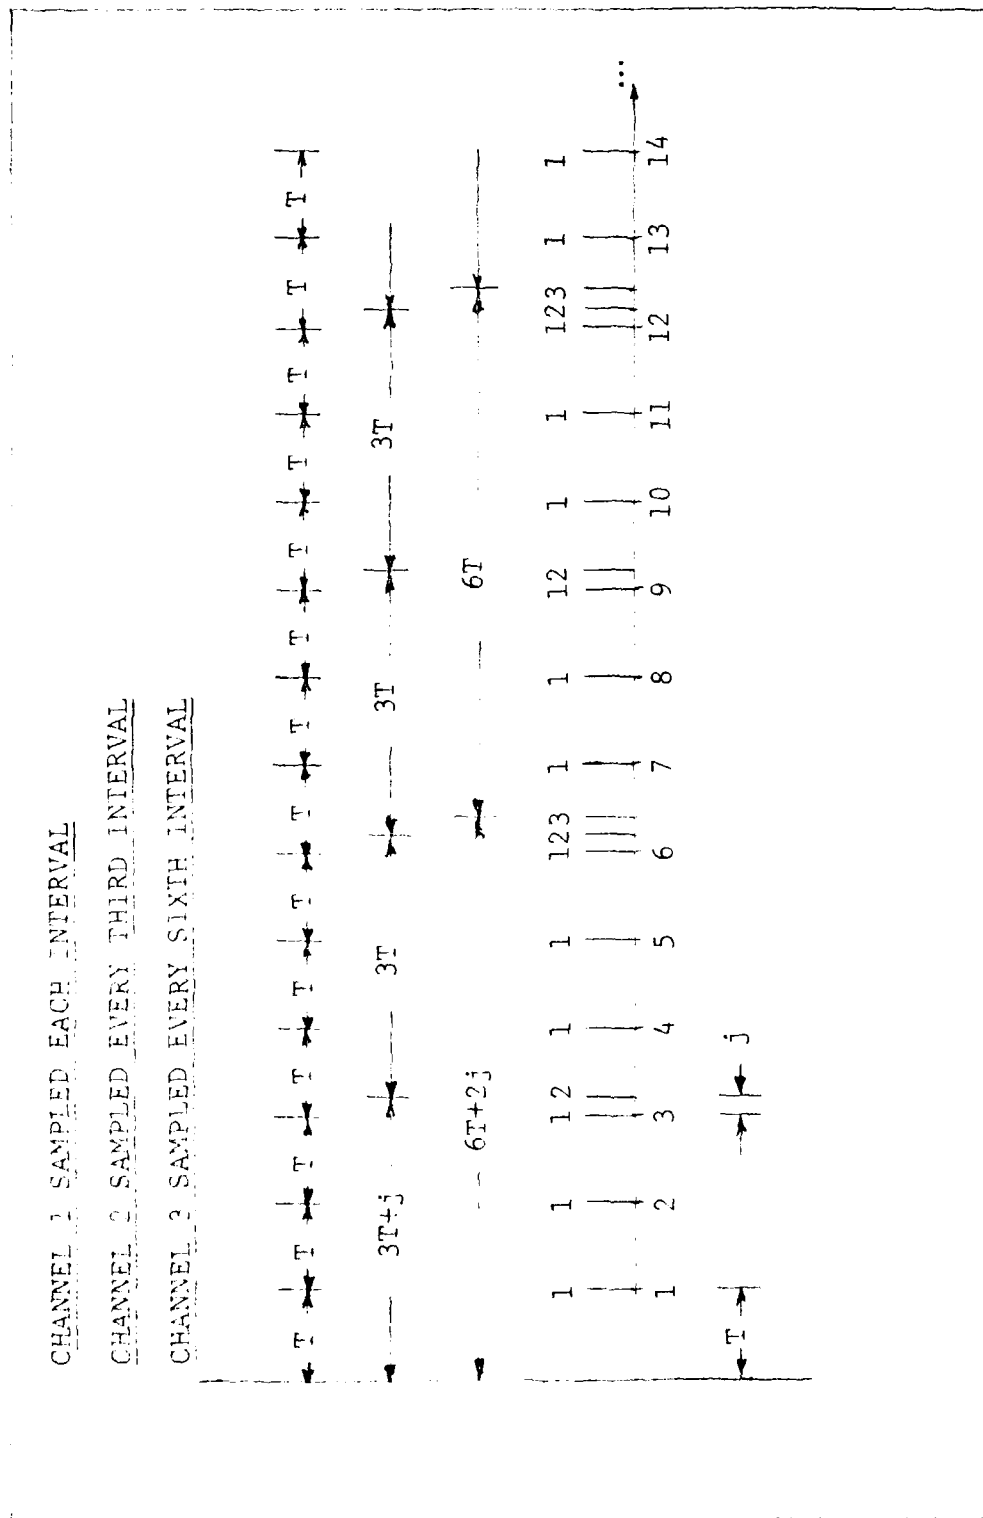 CHANNEL 1 SAMPLED EACH INTERVAL
CHANNEL 2 SAMPLED EVERY THIRD INTERVAL
CHANNEL 3 SAMPLED EVERY SIXTH INTERVAL
T T T T T T T T T T T T T T
3T+j 3T 3T 3T
6T+2j 6T
1 1 12 1 1 123 1 1 12 1 1 123 1 1
1 2 3 4 5 6 7 8 9 10 11 12 13 14 ...
T j